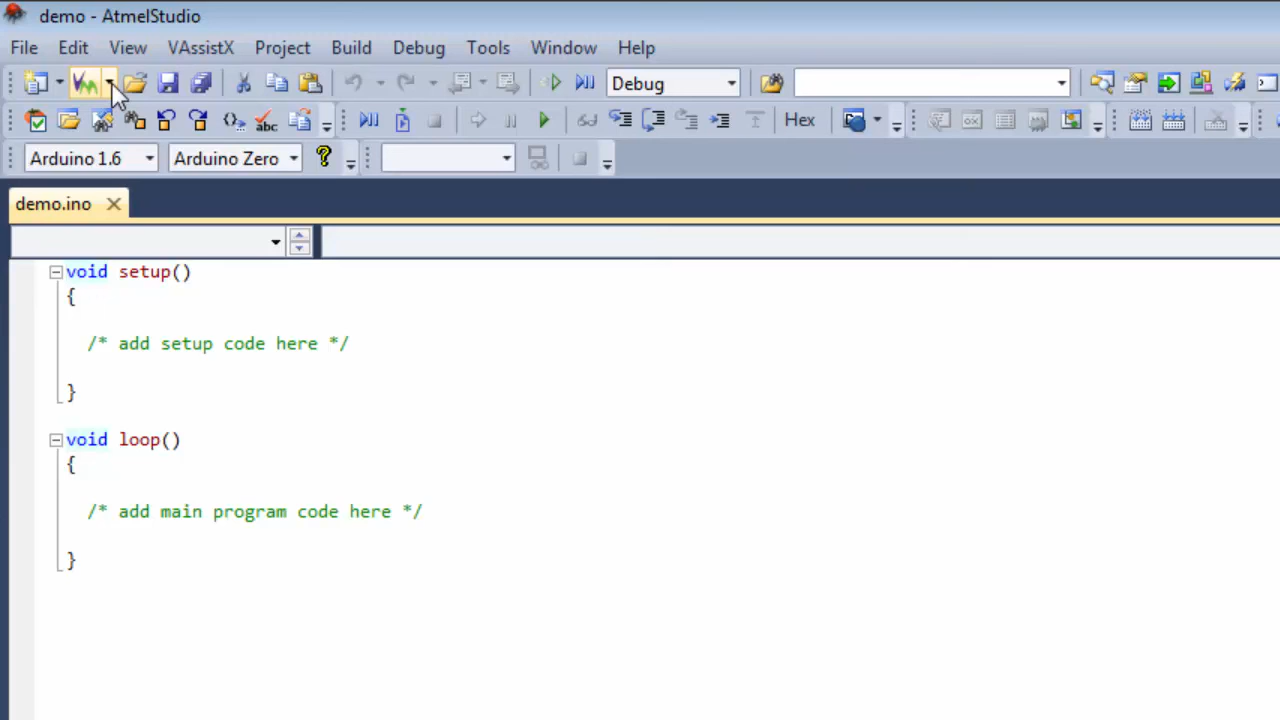 demo - AtmelStudio
File Edit View VAssistX Project Build Debug Tools Window Help
Debug
abc Hex
Arduino 1.6 Arduino Zero ?
demo.ino
void setup()
{
/* add setup code here */
}
void loop()
{
/* add main program code here */
}